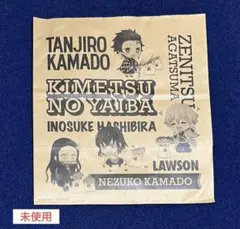 TANJIRO
KAMADO
ZENITSU
AGATSUMA
KIMETSU
NO YAIBA
INOSUKE HASHIBIRA
LAWSON
NEZUKO KAMADO
未使用